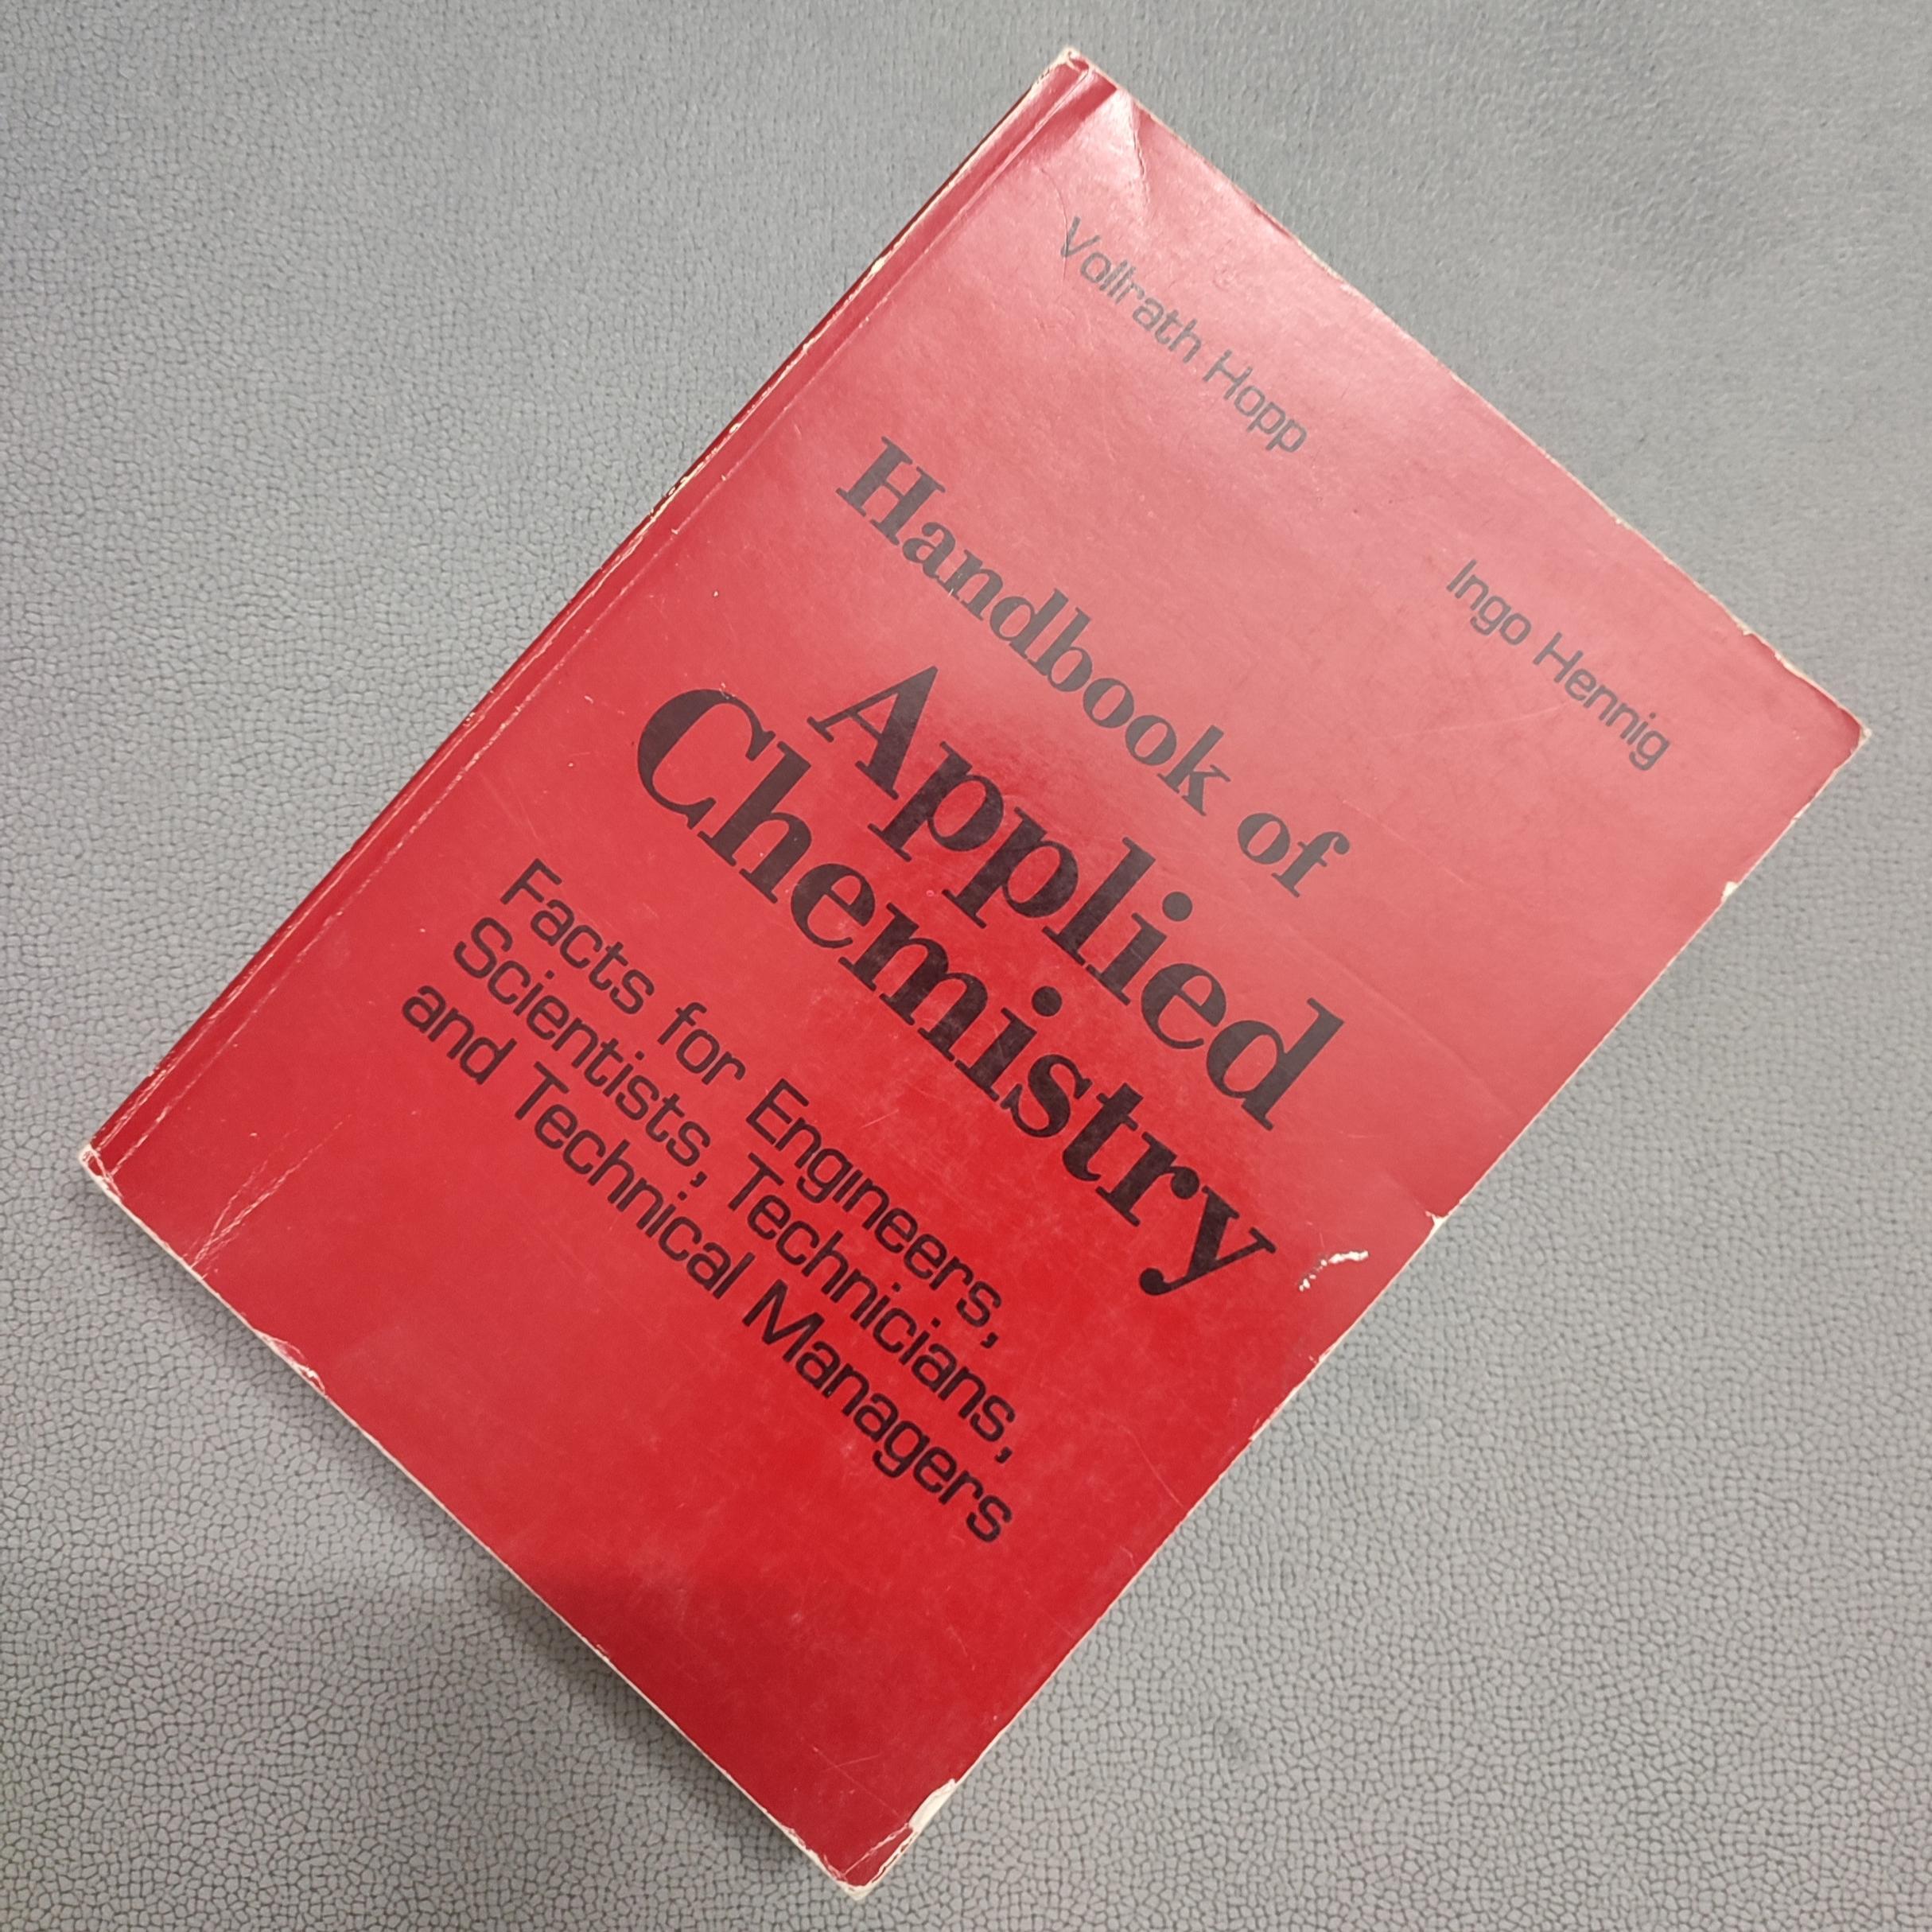 Vollrath Hopp Ingo Hennig
Handbook of
Applied
Chemistry
Facts for Engineers,
Scientists, Technicians,
and Technical Managers